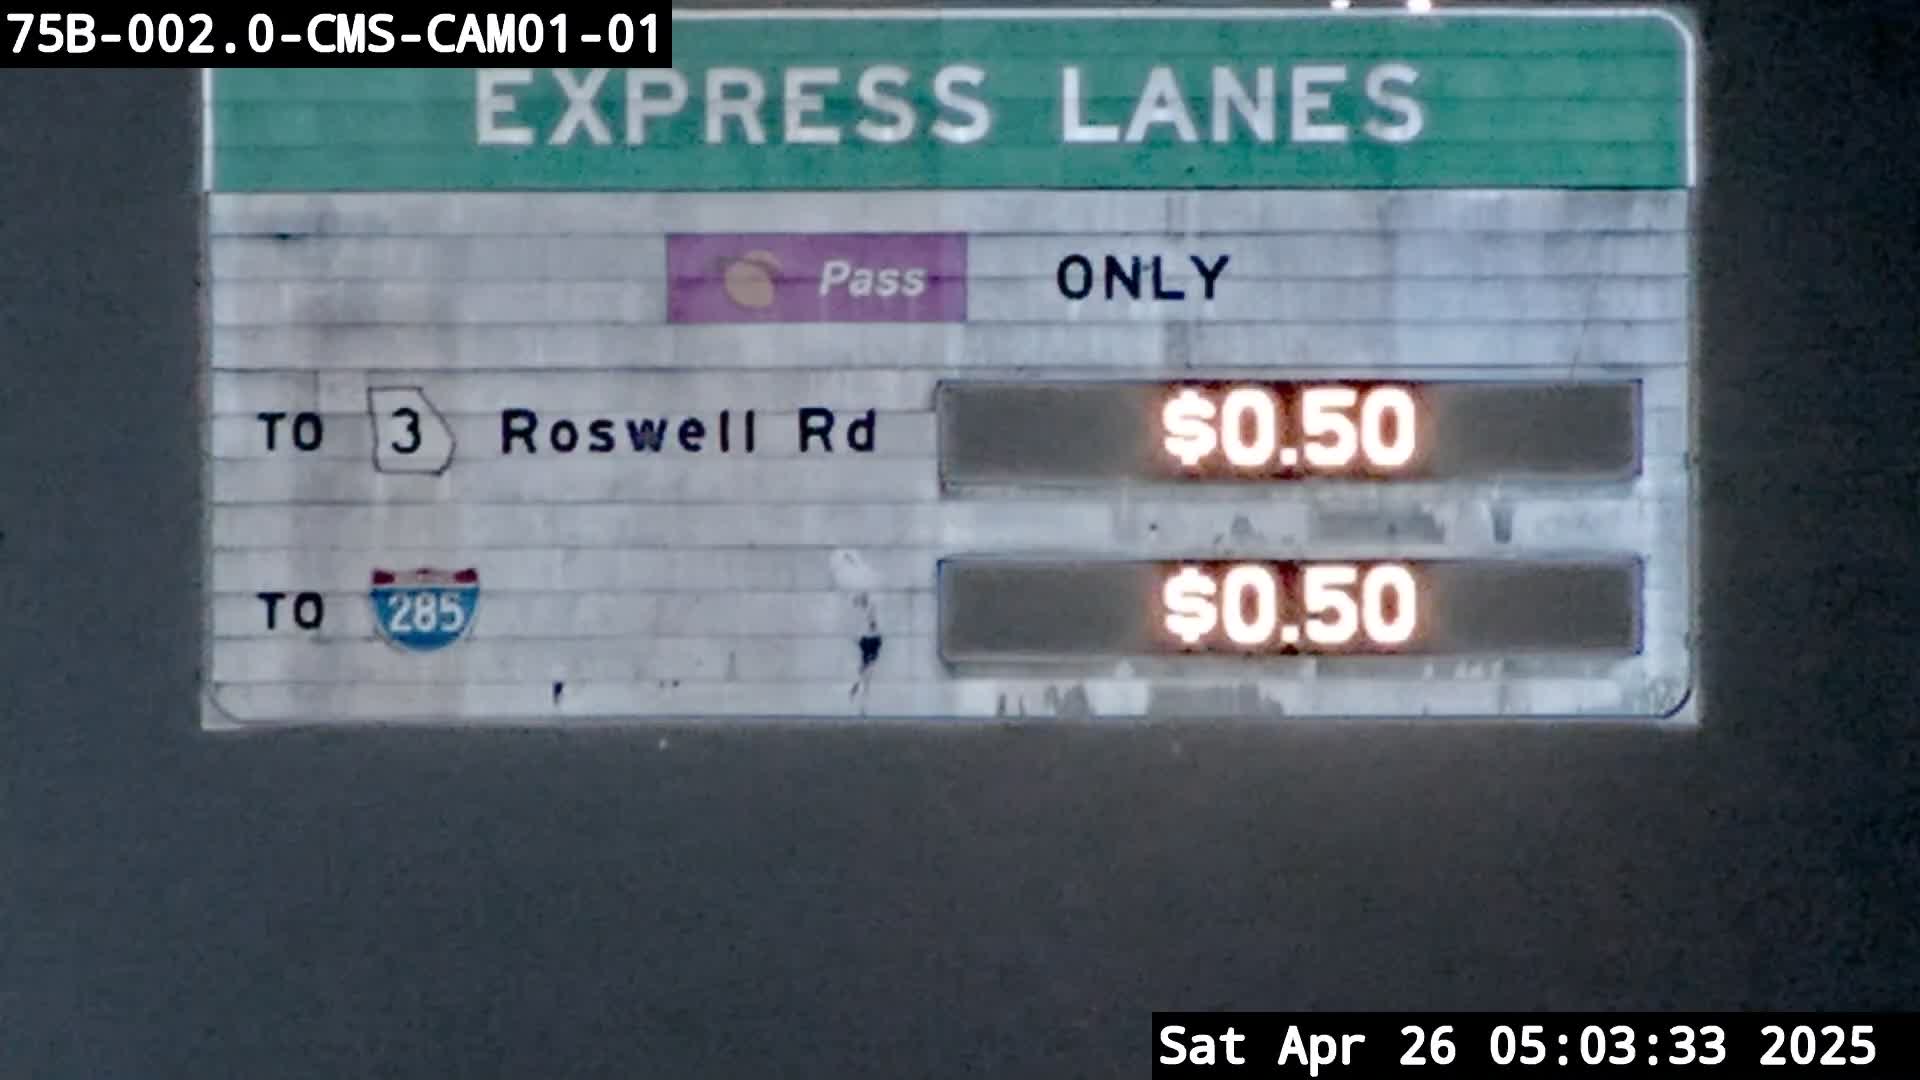 75B-002.0-CMS-CAM01-01
EXPRESS LANES
Pass ONLY
TO 3 Roswell Rd $0.50
TO 285 $0.50
Sat Apr 26 05:03:33 2025